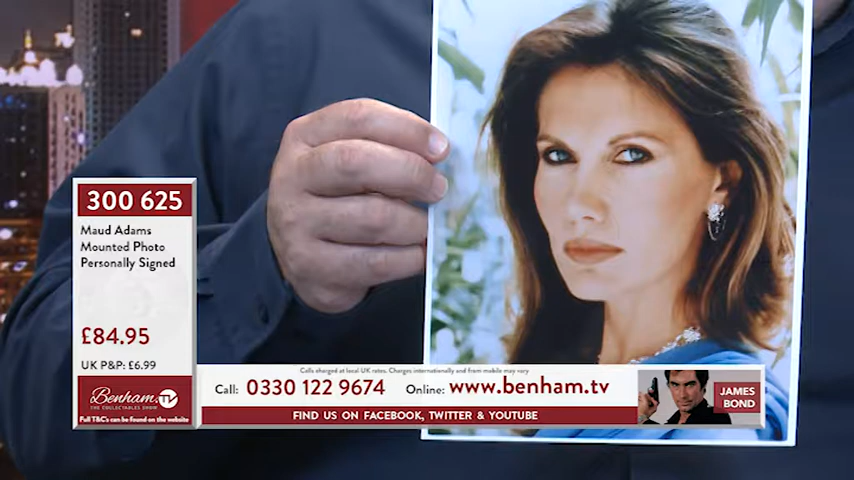 300 625
Maud Adams
Mounted Photo
Personally Signed
£84.95
UK P&P: £6.99
Benham.TV
THE COLLECTABLES SHOW
Full T&C's can be found on the website
Calls charged at local UK rates. Charges internationally and from mobile may vary
Call: 0330 122 9674 Online: www.benham.tv
FIND US ON FACEBOOK, TWITTER & YOUTUBE
JAMES
BOND